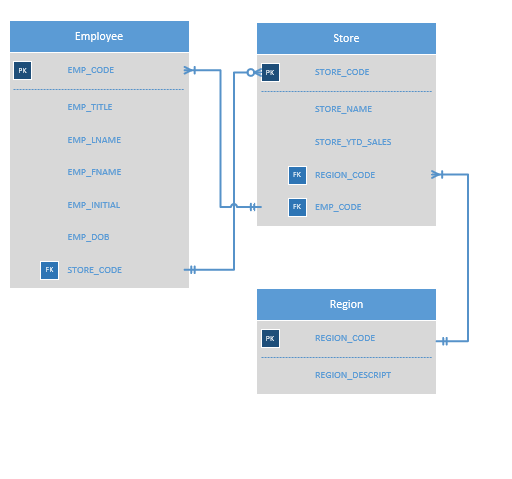 Employee
PK EMP_CODE
EMP_TITLE
EMP_LNAME
EMP_FNAME
EMP_INITIAL
EMP_DOB
FK STORE_CODE
Store
PK STORE_CODE
STORE_NAME
STORE_YTD_SALES
FK REGION_CODE
FK EMP_CODE
Region
PK REGION_CODE
REGION_DESCRIPT